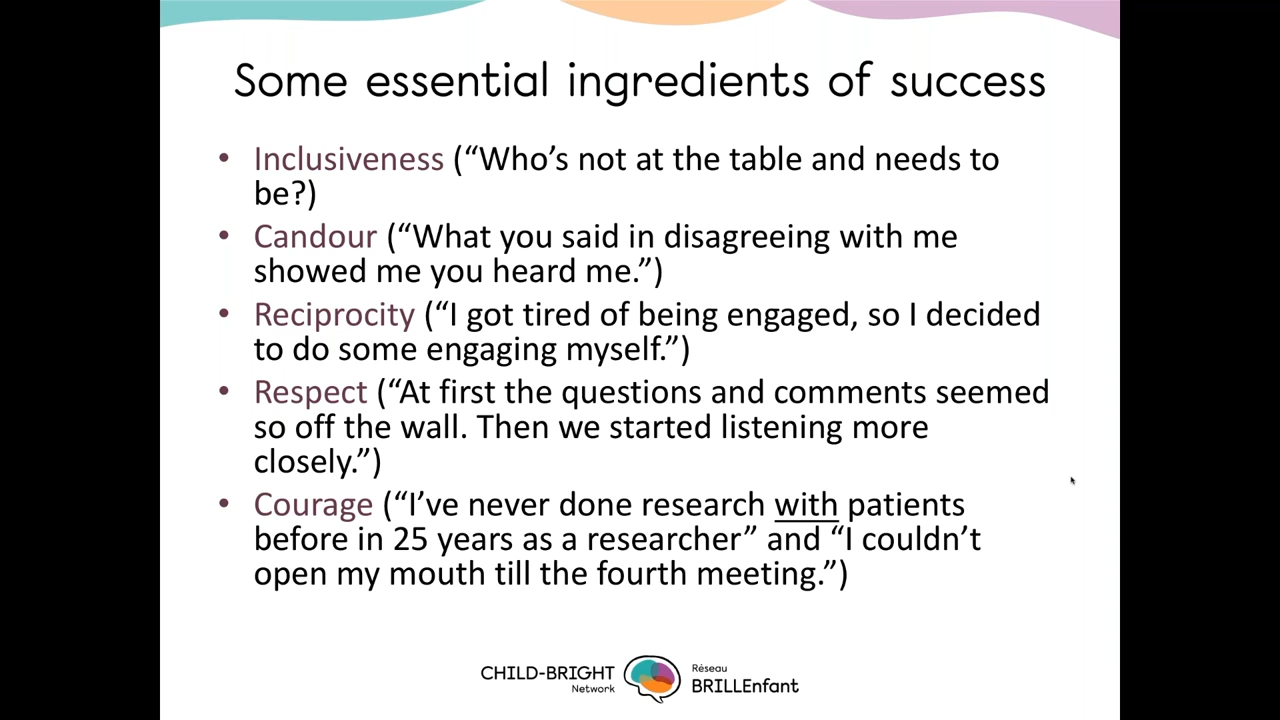 Some essential ingredients of success
• Inclusiveness (“Who’s not at the table and needs to
be?)
• Candour (“What you said in disagreeing with me
showed me you heard me.”)
• Reciprocity (“I got tired of being engaged, so I decided
to do some engaging myself.”)
• Respect (“At first the questions and comments seemed
so off the wall. Then we started listening more
closely.”)
• Courage (“I’ve never done research with patients
before in 25 years as a researcher” and “I couldn’t
open my mouth till the fourth meeting.”)
CHILD-BRIGHT
Network
Réseau
BRILLEnfant